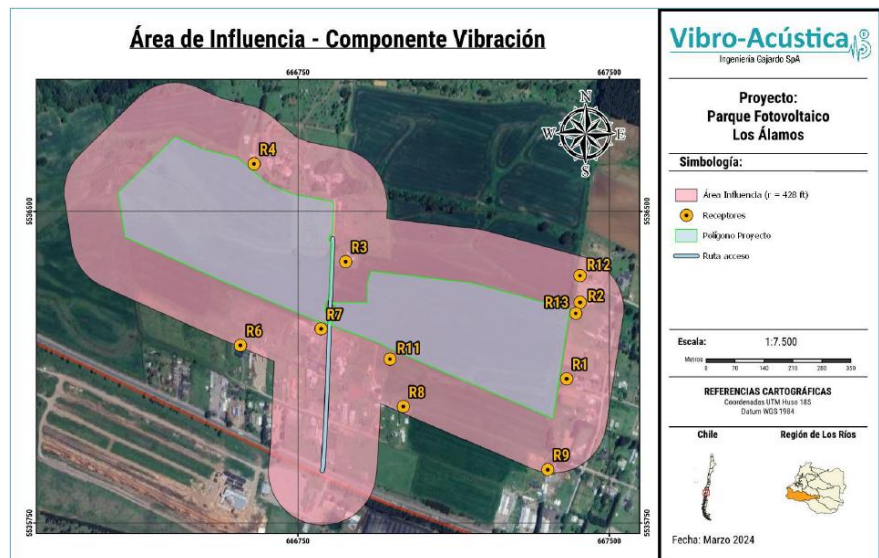 Área de Influencia - Componente Vibración
666750
667500
N
W
E
S
5536500
5536500
R4
R3
R12
R2
R13
R7
R6
R11
R1
R8
R9
5535750
5535750
666750
667500
Vibro-Acústica
Ingeniería Gajardo SpA
Proyecto:
Parque Fotovoltaico
Los Álamos
Simbología:
Área Influencia (r = 428 ft)
Receptores
Polígono Proyecto
Ruta acceso
Escala:
1:7.500
Metros
0 70 140 210 280 350
REFERENCIAS CARTOGRÁFICAS
Coordenadas UTM Huso 18S
Datum WGS 1984
Chile
Región de Los Ríos
Fecha: Marzo 2024